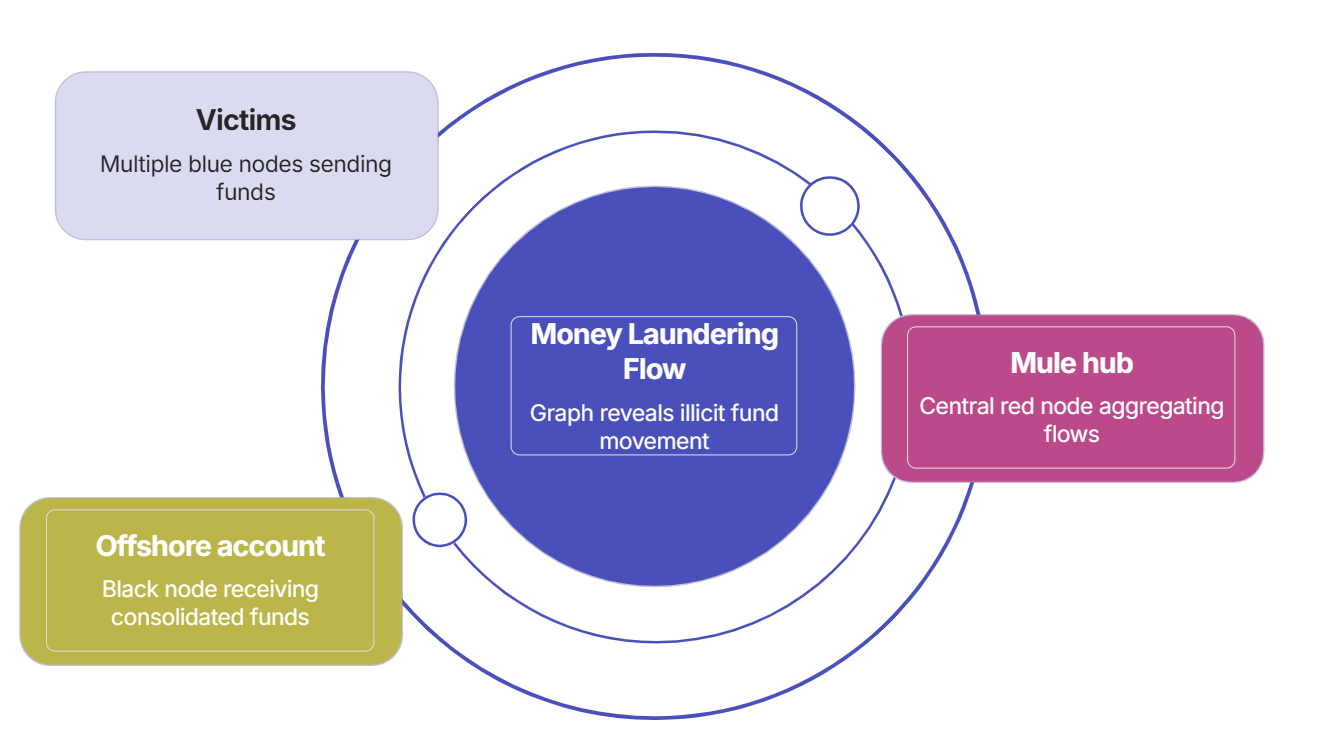 Victims
Multiple blue nodes sending
funds
Money Laundering
Flow
Graph reveals illicit fund
movement
Mule hub
Central red node aggregating
flows
Offshore account
Black node receiving
consolidated funds